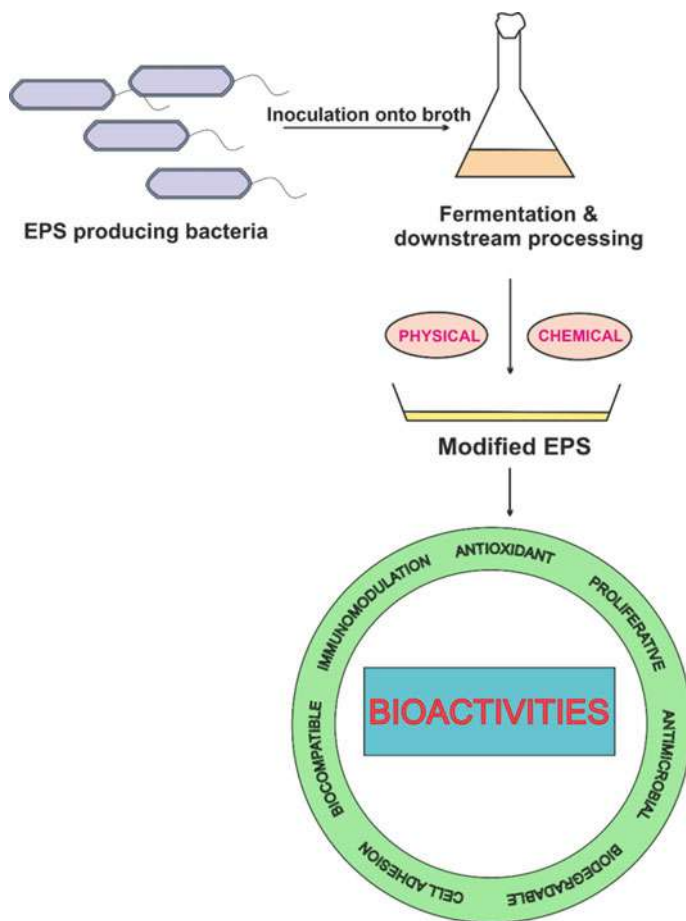 Inoculation onto broth
EPS producing bacteria
Fermentation &
downstream processing
PHYSICAL
CHEMICAL
Modified EPS
ANTIOXIDANT
PROLIFERATIVE
ANTIMICROBIAL
BIODEGRADABLE
CELL ADHESION
BIOCOMPATIBLE
IMMUNOMODULATION
BIOACTIVITIES